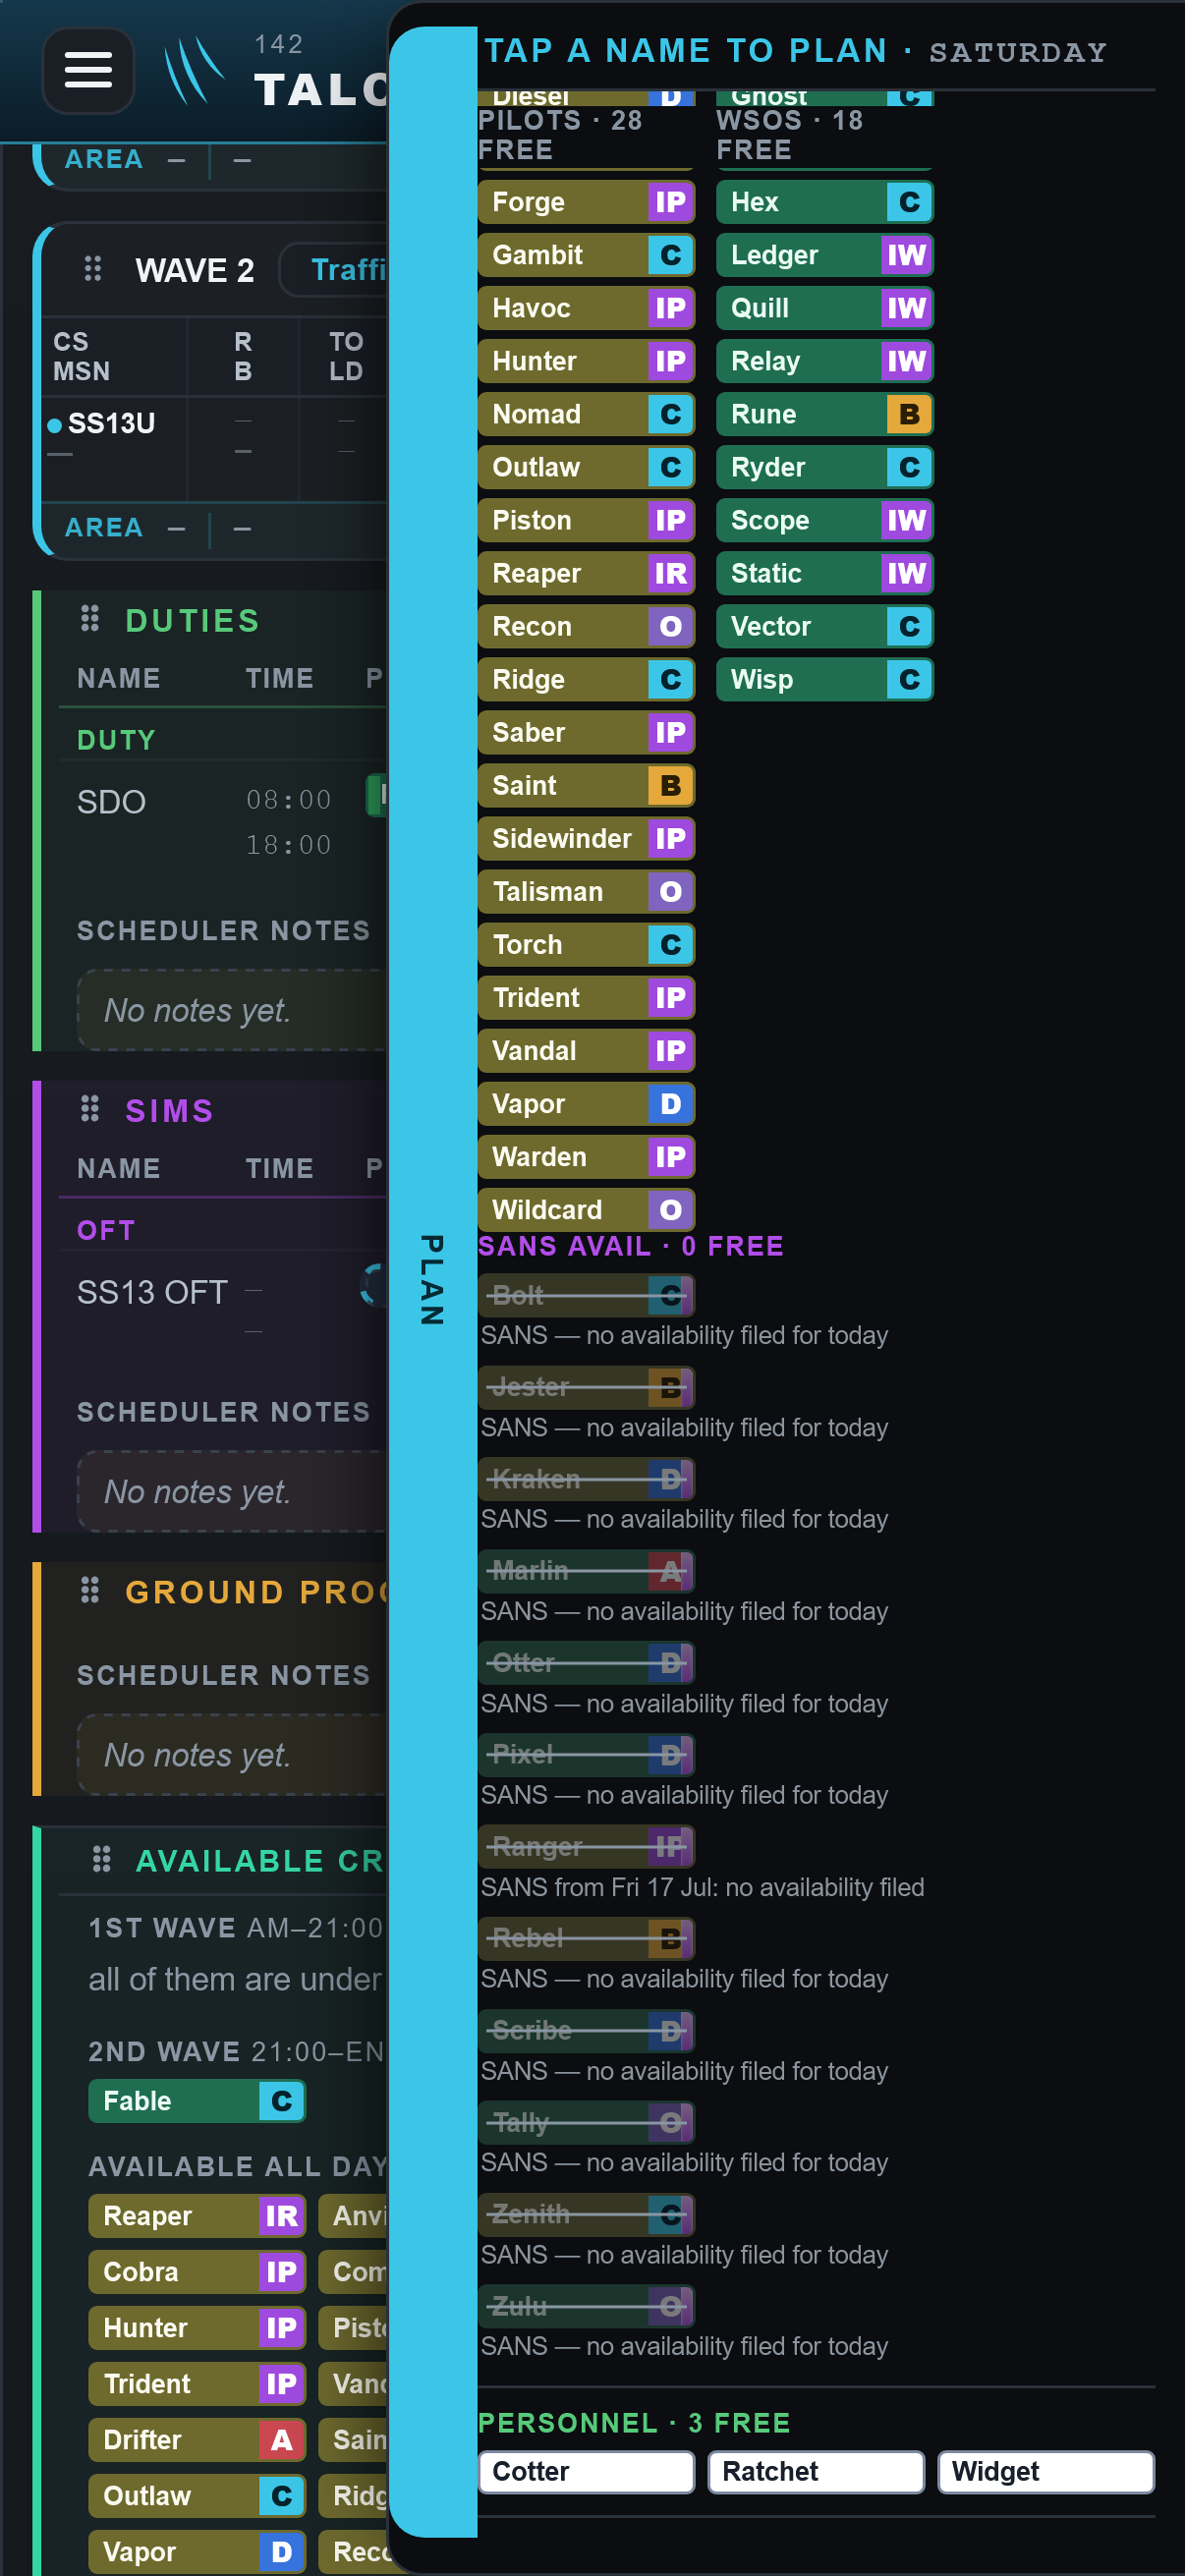 142
TALO
AREA – –
WAVE 2 Traffi
CS R TO
MSN B LD
SS13U — —
— – —
AREA – –
DUTIES
NAME TIME P
DUTY
SDO 08:00
18:00
SCHEDULER NOTES
No notes yet.
SIMS
NAME TIME P
OFT
SS13 OFT —
—
SCHEDULER NOTES
No notes yet.
GROUND PROG
SCHEDULER NOTES
No notes yet.
AVAILABLE CR
1ST WAVE AM–21:00
all of them are under
2ND WAVE 21:00–EN
Fable C
AVAILABLE ALL DAY
Reaper IR Anvi
Cobra IP Com
Hunter IP Pisto
Trident IP Vand
Drifter A Sain
Outlaw C Ridg
Vapor D Reco
PLAN
TAP A NAME TO PLAN · SATURDAY
Diesel D Ghost C
PILOTS · 28 WSOS · 18
FREE FREE
Forge IP Hex C
Gambit C Ledger IW
Havoc IP Quill IW
Hunter IP Relay IW
Nomad C Rune B
Outlaw C Ryder C
Piston IP Scope IW
Reaper IR Static IW
Recon O Vector C
Ridge C Wisp C
Saber IP
Saint B
Sidewinder IP
Talisman O
Torch C
Trident IP
Vandal IP
Vapor D
Warden IP
Wildcard O
SANS AVAIL · 0 FREE
Bolt C
SANS — no availability filed for today
Jester B
SANS — no availability filed for today
Kraken D
SANS — no availability filed for today
Marlin A
SANS — no availability filed for today
Otter D
SANS — no availability filed for today
Pixel D
SANS — no availability filed for today
Ranger IP
SANS from Fri 17 Jul: no availability filed
Rebel B
SANS — no availability filed for today
Scribe D
SANS — no availability filed for today
Tally O
SANS — no availability filed for today
Zenith C
SANS — no availability filed for today
Zulu O
SANS — no availability filed for today
PERSONNEL · 3 FREE
Cotter Ratchet Widget